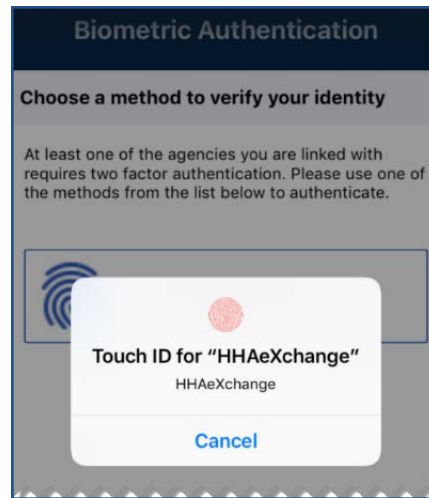 Biometric Authentication
Choose a method to verify your identity
At least one of the agencies you are linked with
requires two factor authentication. Please use one of
the methods from the list below to authenticate.
Touch ID for “HHAeXchange”
HHAeXchange
Cancel